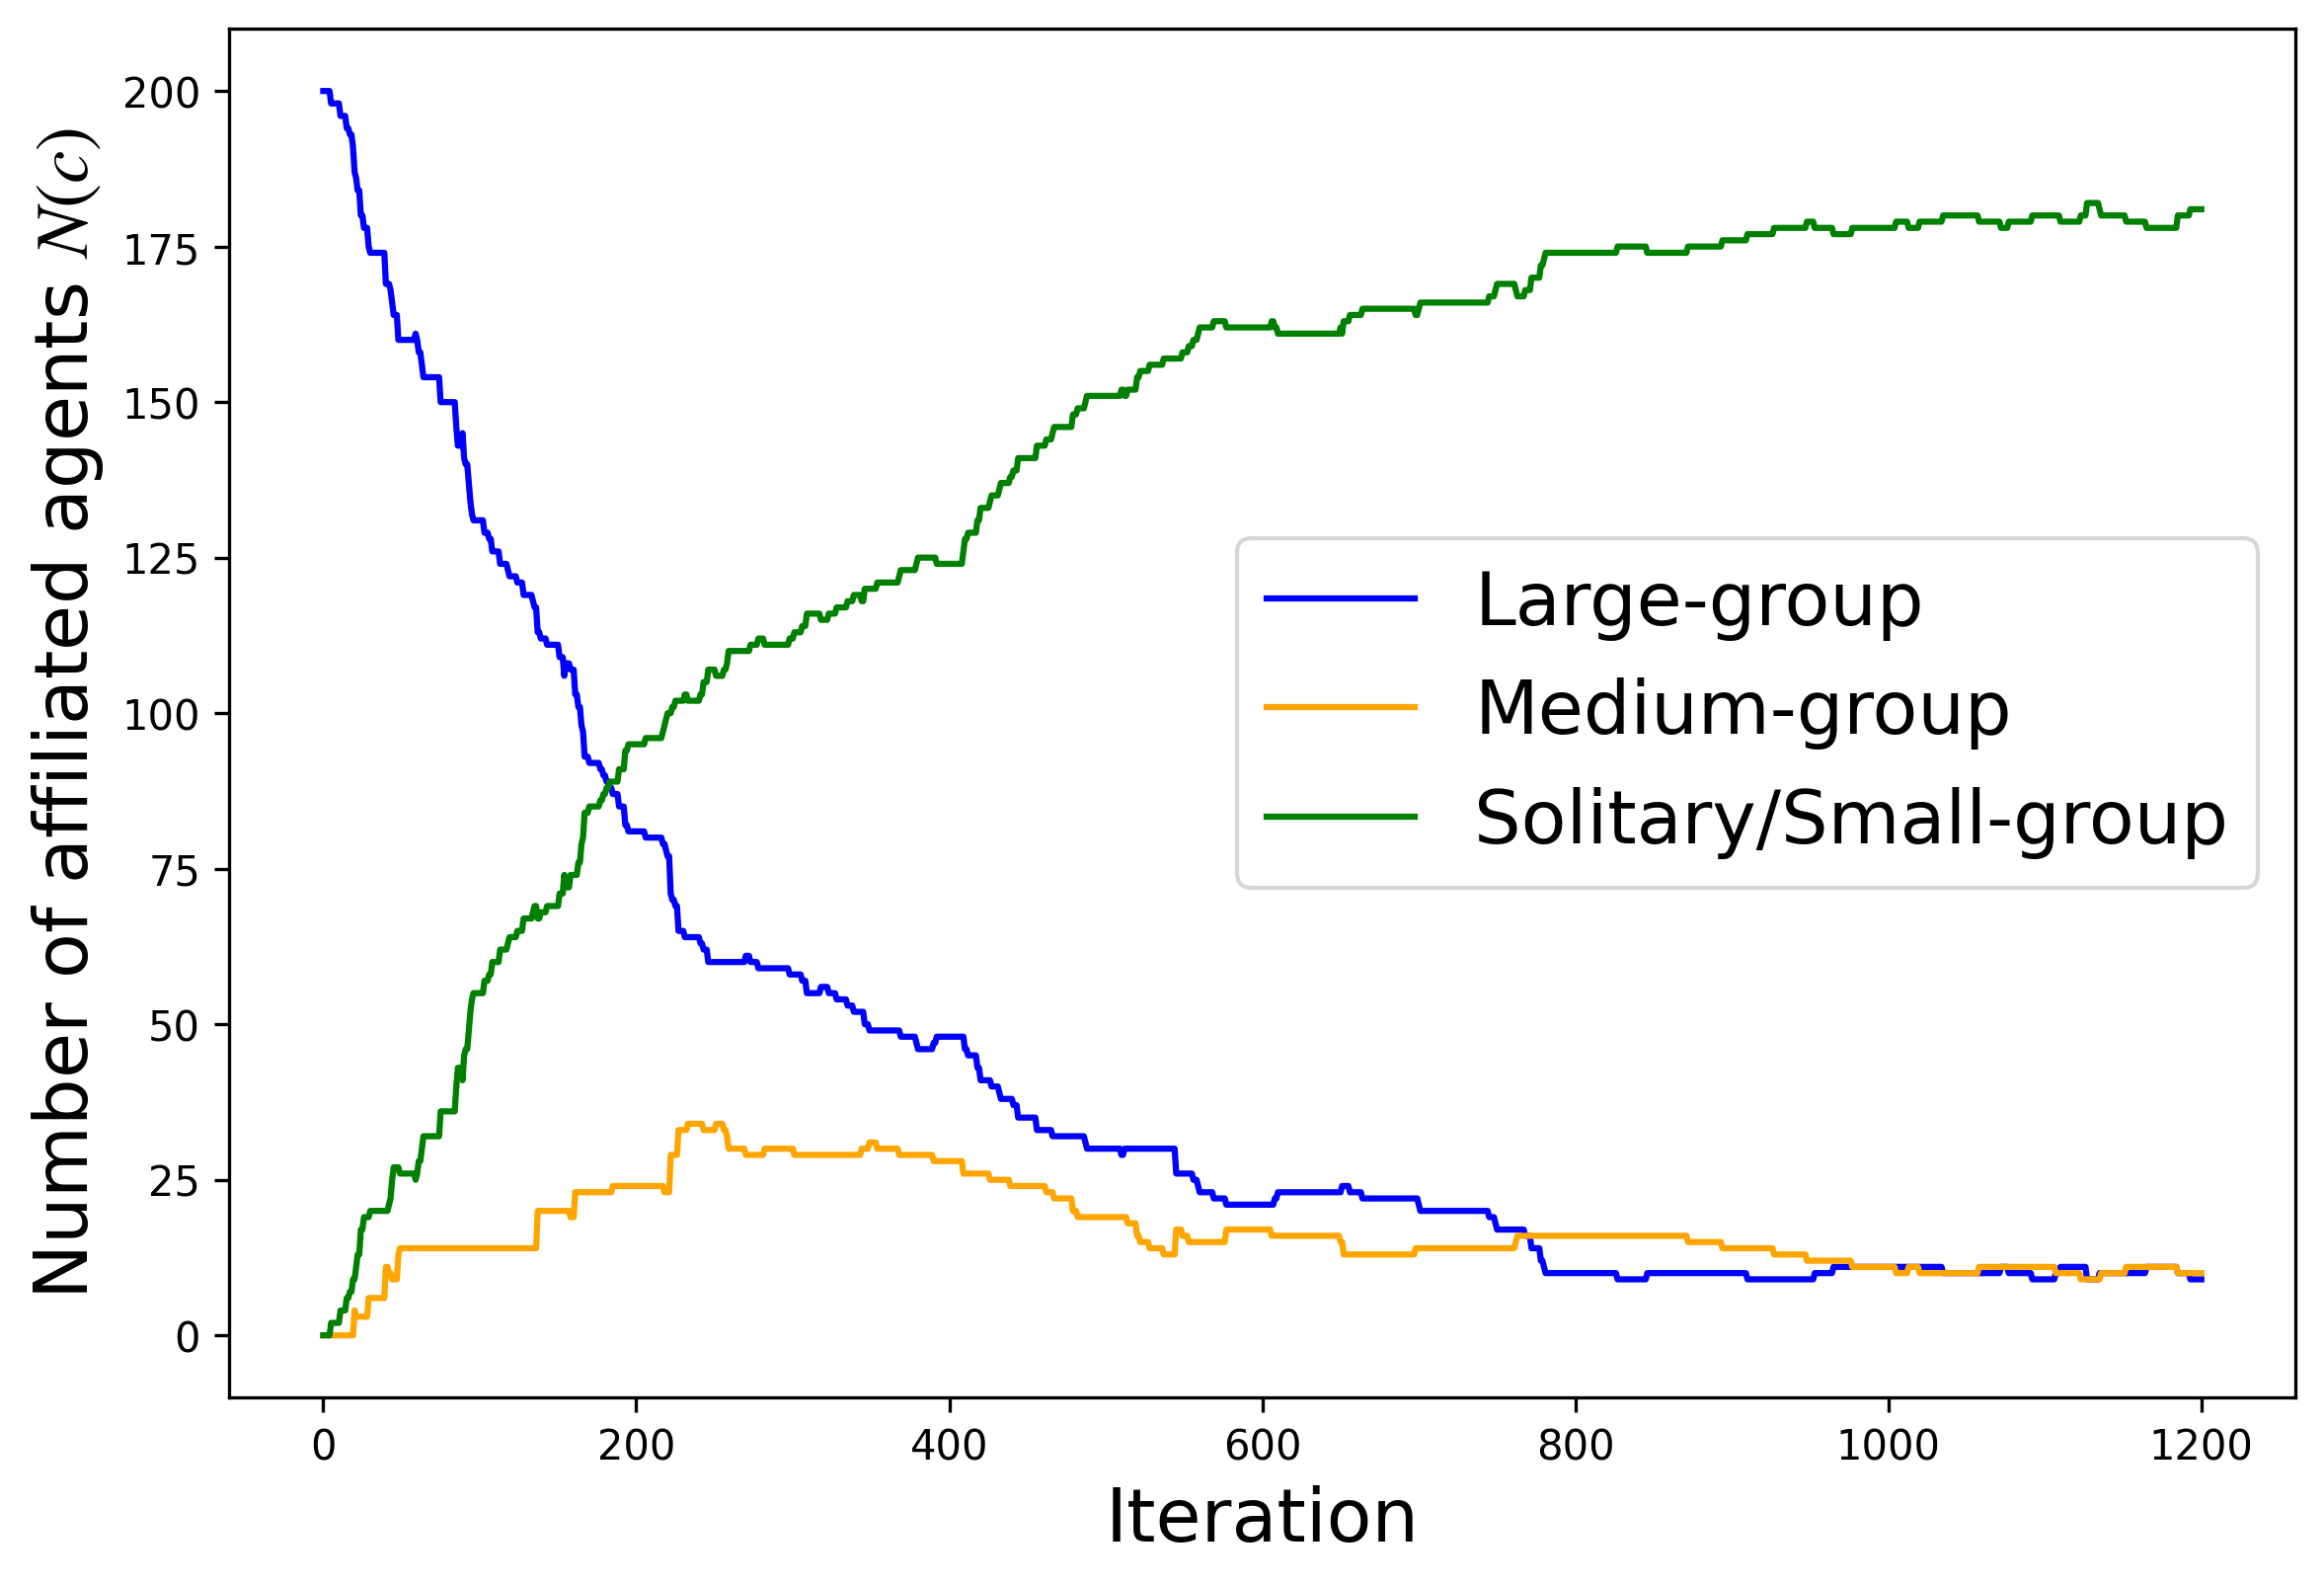 Number of affiliated agents N(c)
200
175
150
125
100
75
50
25
0
Large-group
Medium-group
Solitary/Small-group
0 200 400 600 800 1000 1200
Iteration